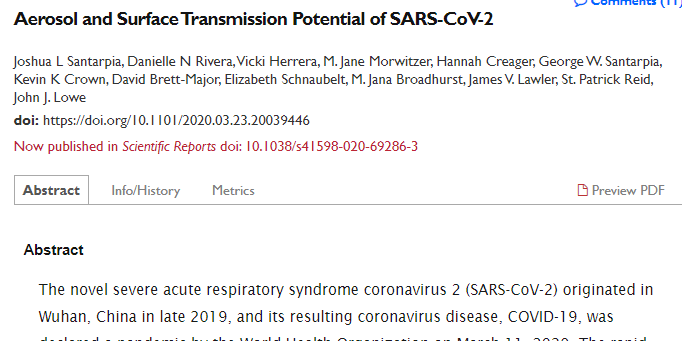 Comments (11)
Aerosol and Surface Transmission Potential of SARS-CoV-2
Joshua L Santarpia, Danielle N Rivera, Vicki Herrera, M. Jane Morwitzer, Hannah Creager, George W. Santarpia,
Kevin K Crown, David Brett-Major, Elizabeth Schnaubelt, M. Jana Broadhurst, James V. Lawler, St. Patrick Reid,
John J. Lowe
doi: https://doi.org/10.1101/2020.03.23.20039446
Now published in Scientific Reports doi: 10.1038/s41598-020-69286-3
Abstract Info/History Metrics Preview PDF
Abstract
The novel severe acute respiratory syndrome coronavirus 2 (SARS-CoV-2) originated in
Wuhan, China in late 2019, and its resulting coronavirus disease, COVID-19, was
declared a pandemic by the World Health Organization on March 11, 2020. The rapid